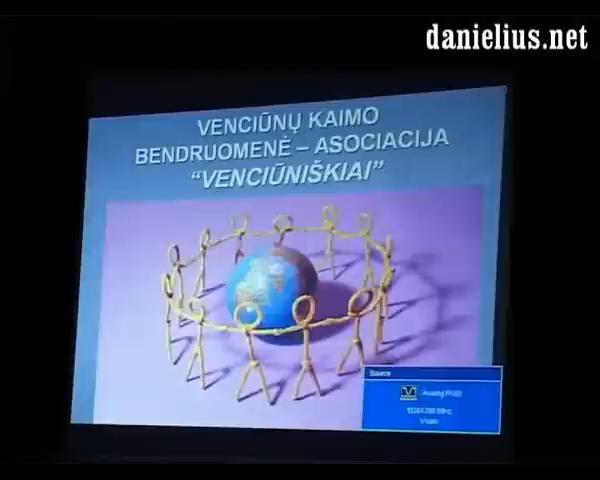 danielius.net
VENCIŪNŲ KAIMO
BENDRUOMENĖ – ASOCIACIJA
“VENCIŪNIŠKIAI”
Source